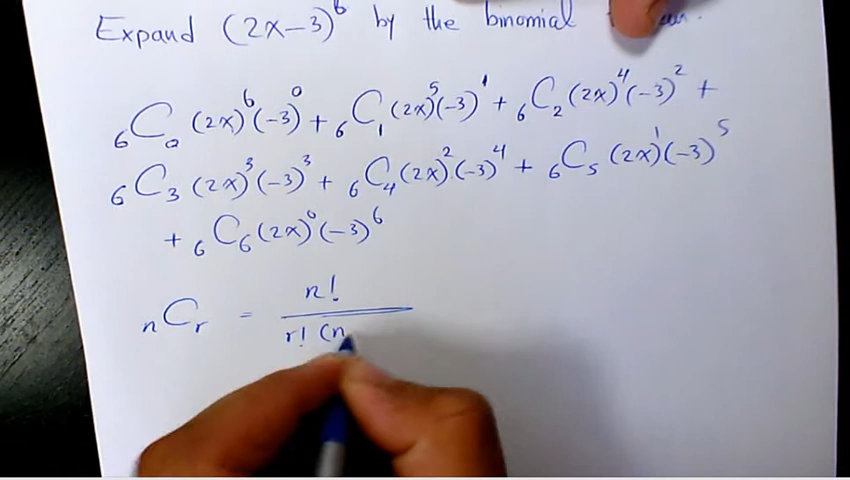 Expand (2x-3)⁶ by the binomial
₆C₀ (2x)⁶(-3)⁰ + ₆C₁ (2x)⁵(-3)¹ + ₆C₂ (2x)⁴(-3)² +
₆C₃ (2x)³(-3)³ + ₆C₄ (2x)²(-3)⁴ + ₆C₅ (2x)¹(-3)⁵
+ ₆C₆ (2x)⁰(-3)⁶
ₙCᵣ = n! / r! (n